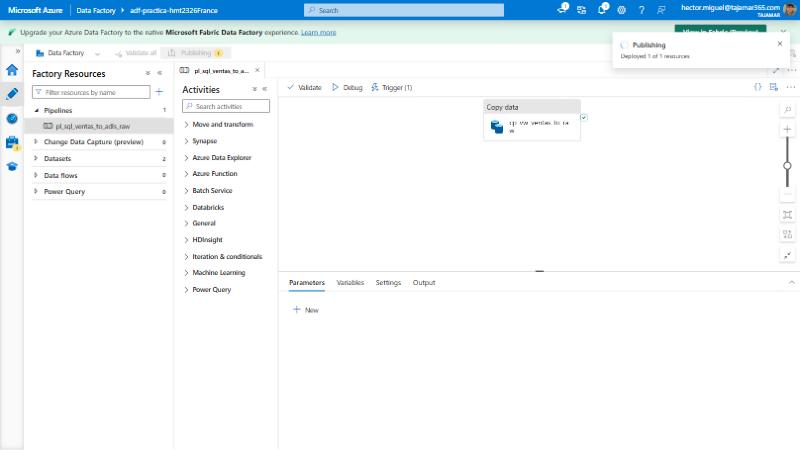 Microsoft Azure
Data Factory
adf-practica-hmt2326France
Search
hector.miguel@tajamar365.com
TAJAMAR
Upgrade your Azure Data Factory to the native Microsoft Fabric Data Factory experience. Learn more
Publishing
Deployed 1 of 1 resources
Data Factory
Validate all
Publishing
1
Factory Resources
Filter resources by name
Pipelines
1
pl_sql_ventas_to_adls_raw
Change Data Capture (preview)
0
Datasets
2
Data flows
0
Power Query
0
pl_sql_ventas_to_a...
Activities
Search activities
Move and transform
Synapse
Azure Data Explorer
Azure Function
Batch Service
Databricks
General
HDInsight
Iteration & conditionals
Machine Learning
Power Query
Validate
Debug
Trigger (1)
Copy data
cp_vw_ventas_to_ra
w
Parameters
Variables
Settings
Output
New